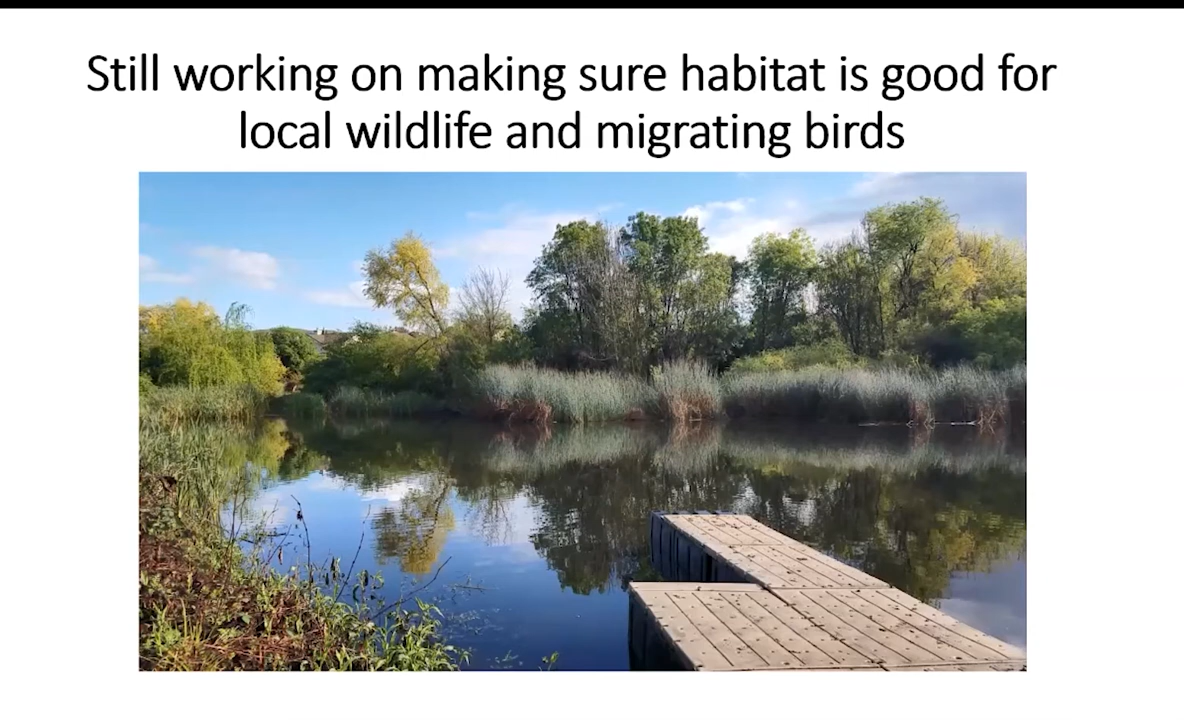 Still working on making sure habitat is good for
local wildlife and migrating birds